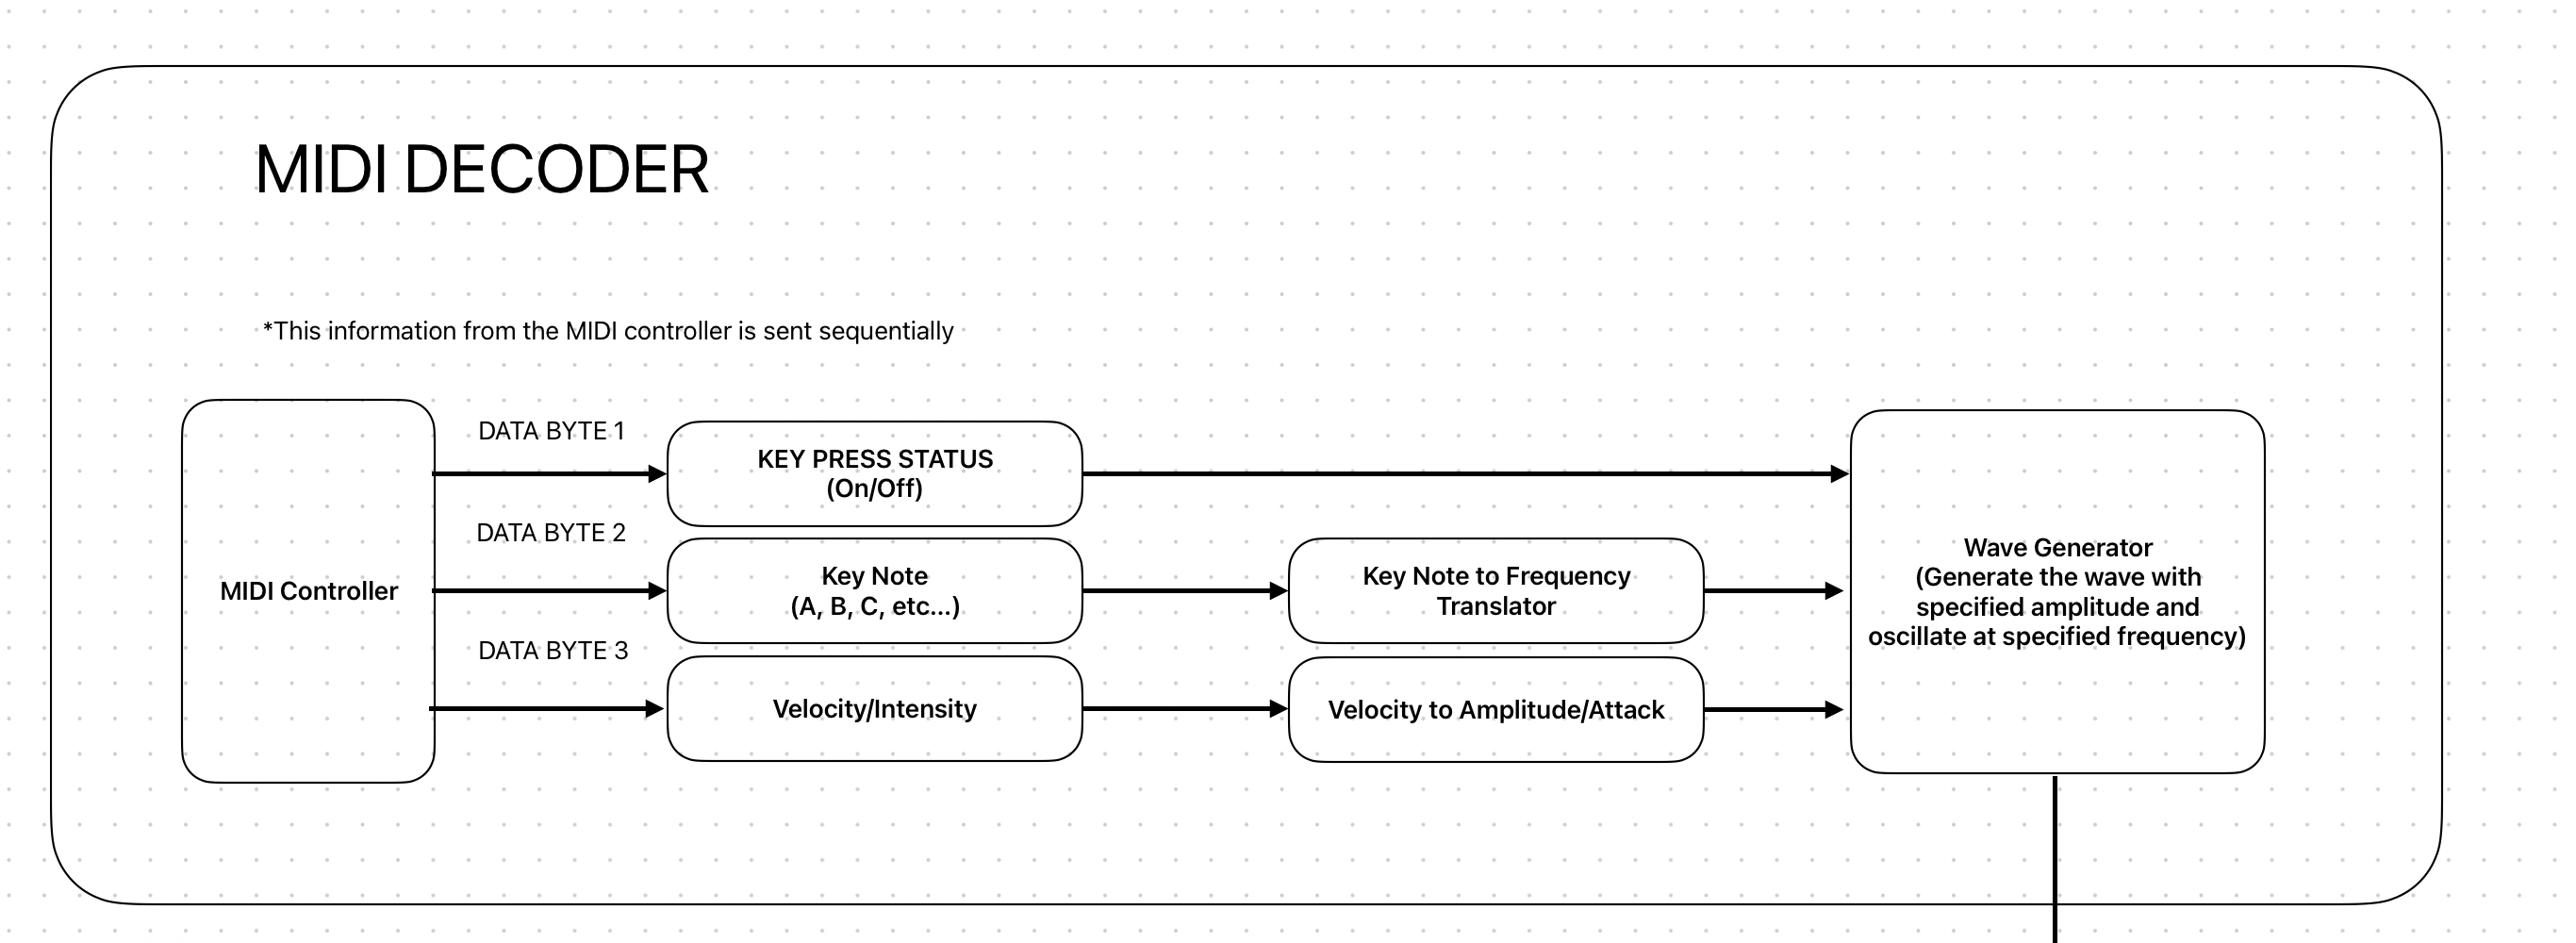 MIDI DECODER
*This information from the MIDI controller is sent sequentially
MIDI Controller
DATA BYTE 1
KEY PRESS STATUS
(On/Off)
DATA BYTE 2
Key Note
(A, B, C, etc...)
Key Note to Frequency
Translator
DATA BYTE 3
Velocity/Intensity
Velocity to Amplitude/Attack
Wave Generator
(Generate the wave with
specified amplitude and
oscillate at specified frequency)